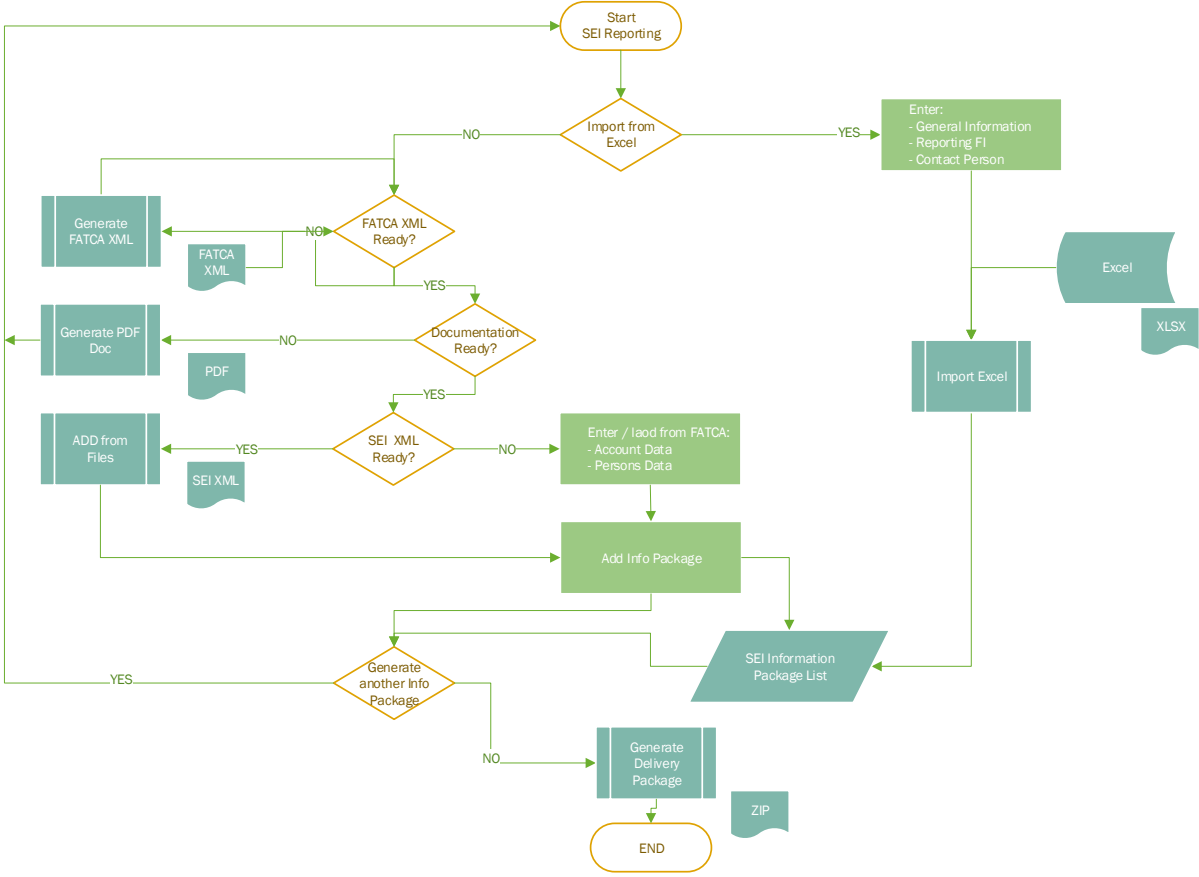 Start
SEI Reporting
Import from
Excel
NO
YES
Enter:
- General Information
- Reporting FI
- Contact Person
Generate
FATCA XML
NO
FATCA XML
Ready?
FATCA
XML
YES
Excel
XLSX
Generate PDF
Doc
NO
Documentation
Ready?
PDF
Import Excel
YES
ADD from
Files
YES
SEI XML
Ready?
NO
Enter / laod from FATCA:
- Account Data
- Persons Data
SEI XML
Add Info Package
SEI Information
Package List
YES
Generate
another Info
Package
NO
Generate
Delivery
Package
ZIP
END